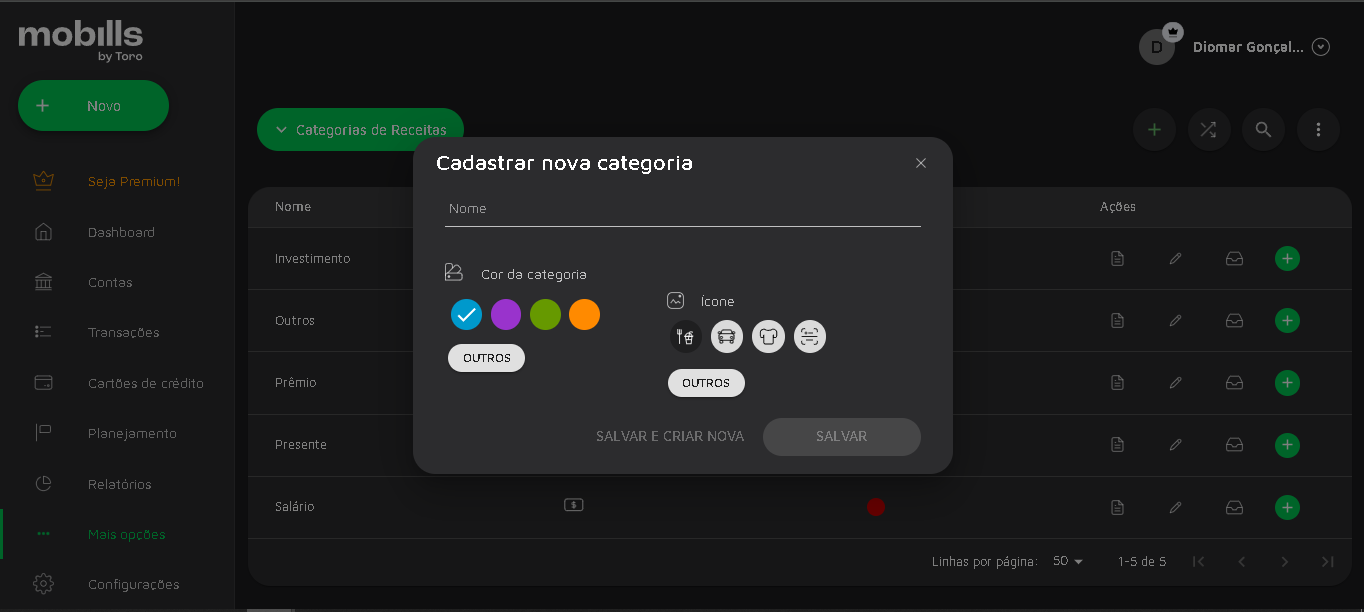 mobills
by Toro
D
Diomar Gonçal...
+ Novo
Categorias de Receitas
Seja Premium!
Dashboard
Contas
Transações
Cartões de crédito
Planejamento
Relatórios
Mais opções
Configurações
Cadastrar nova categoria
Nome
Cor da categoria
OUTROS
Ícone
OUTROS
SALVAR E CRIAR NOVA
SALVAR
Nome
Ações
Investimento
Outros
Prêmio
Presente
Salário
Linhas por página: 50
1-5 de 5